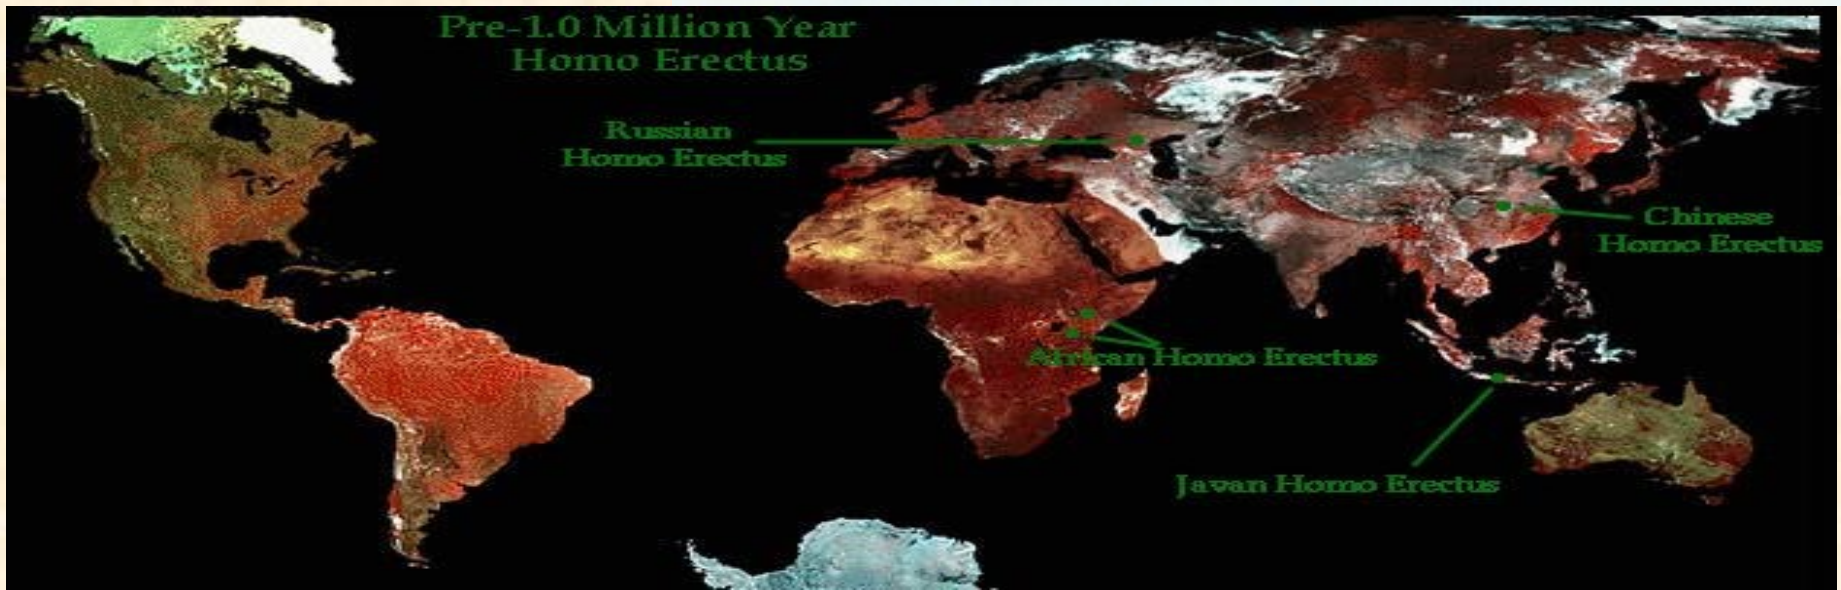 Pre-1.0 Million Year
Homo Erectus
Russian
Homo Erectus
Chinese
Homo Erectus
African Homo Erectus
Javan Homo Erectus